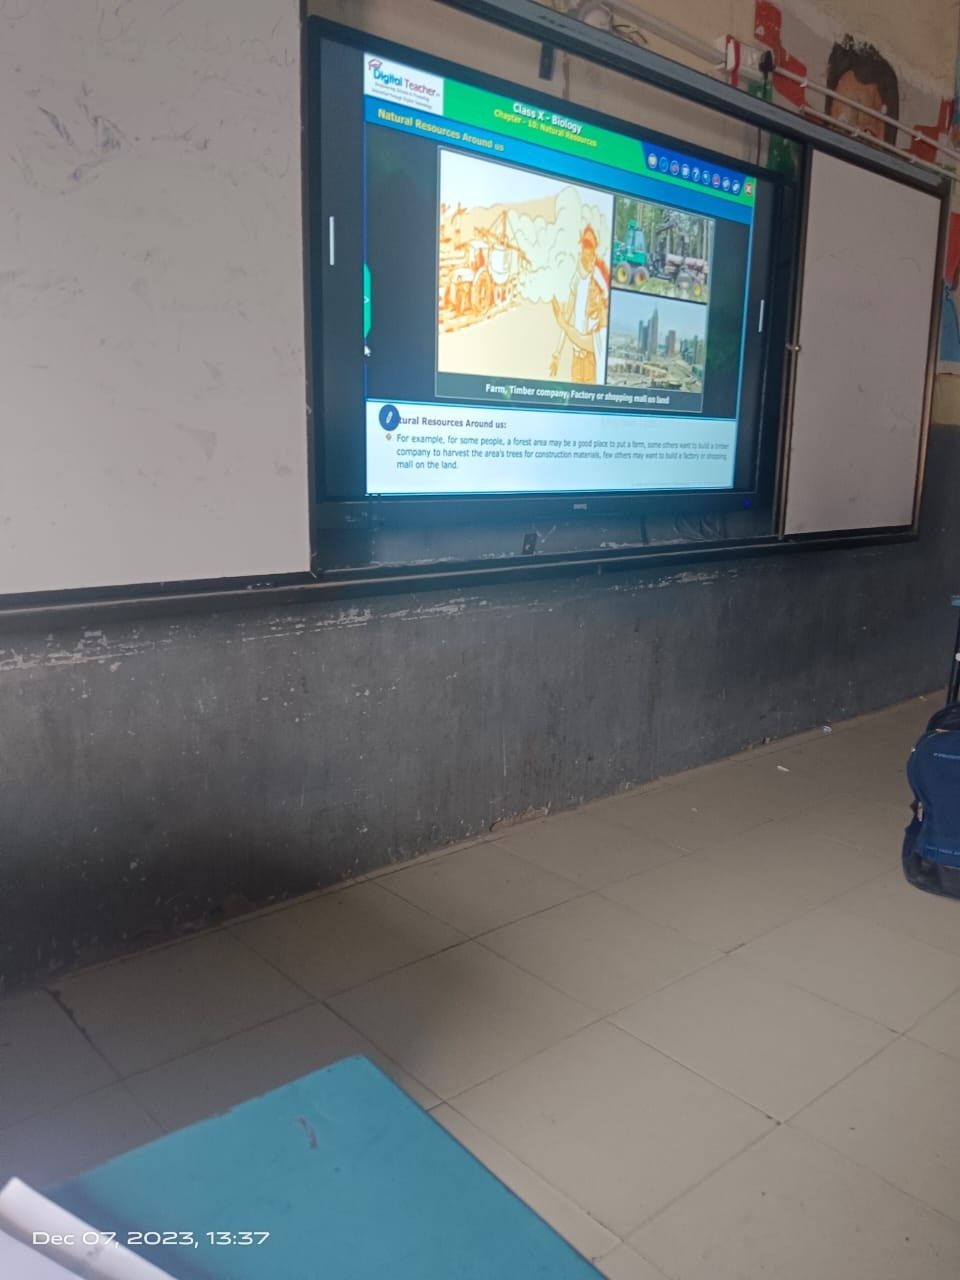 Digital Teacher
Class X - Biology
Chapter - 10: Natural Resources
Natural Resources Around us
Farm, Timber company, Factory or shopping mall on land
tural Resources Around us:
For example, for some people, a forest area may be a good place to put a farm, some others want to build a timber
company to harvest the area's trees for construction materials, few others may want to build a factory or shopping
mall on the land.
BenQ
Dec 07, 2023, 13:37